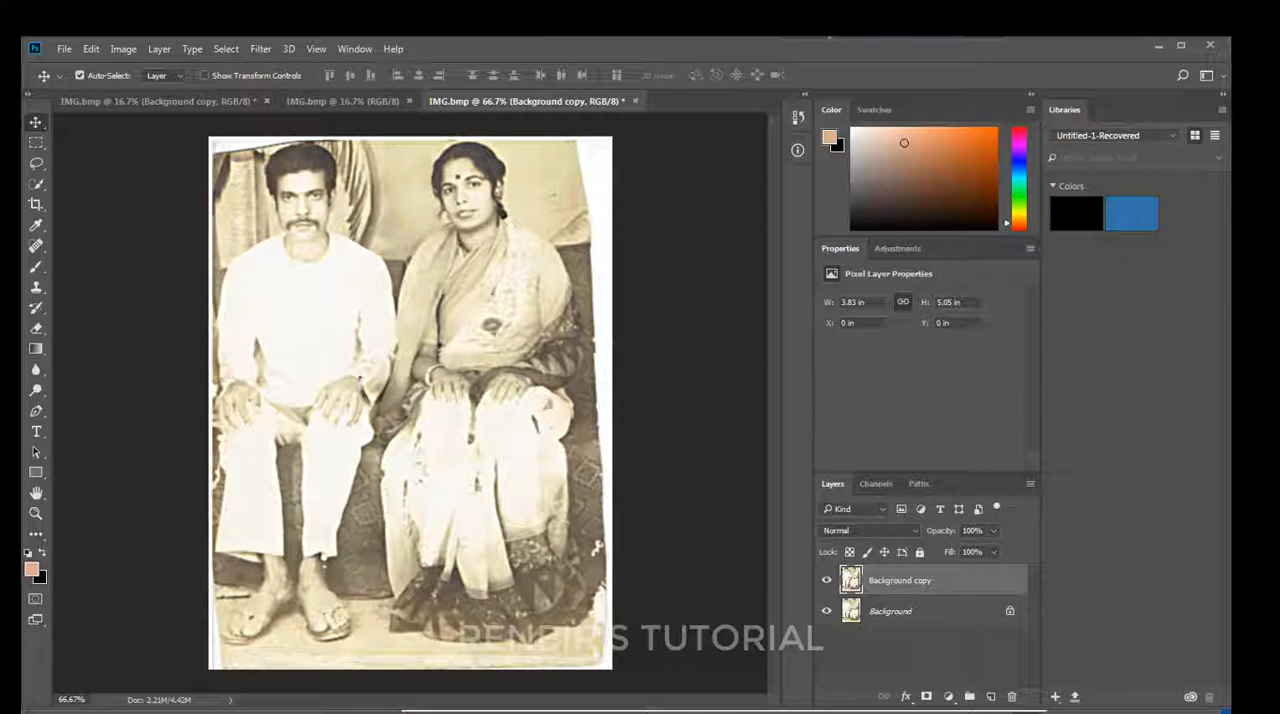 Ps File Edit Image Layer Type Select Filter 3D View Window Help
Auto-Select: Layer Show Transform Controls 3D Mode:
IMG.bmp @ 16.7% (Background copy, RGB/8) * × IMG.bmp @ 16.7% (RGB/8) × IMG.bmp @ 66.7% (Background copy, RGB/8) * ×
Color Swatches
Libraries
Untitled-1-Recovered
Colors
Properties Adjustments
Pixel Layer Properties
W: 3.83 in H: 5.05 in
X: 0 in Y: 0 in
Layers Channels Paths
Kind
Normal Opacity: 100%
Lock: Fill: 100%
Background copy
Background
TUTORIAL
66.67% Doc: 2.21M/4.42M